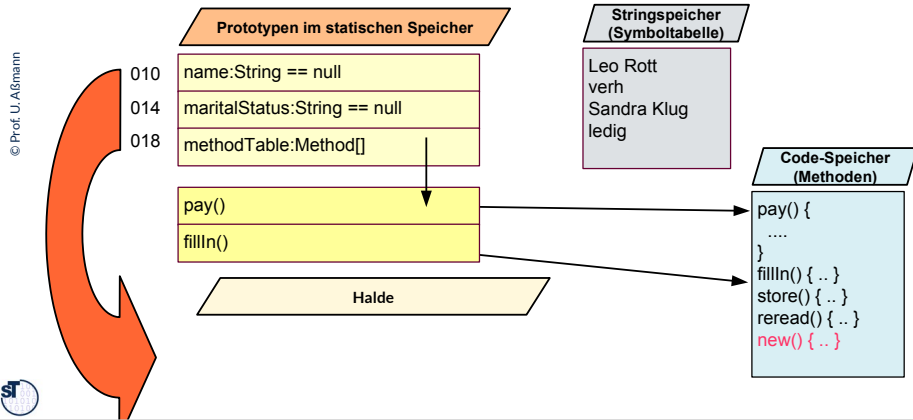 © Prof. U. Aßmann
Prototypen im statischen Speicher
010
name:String == null
014
maritalStatus:String == null
018
methodTable:Method[]
pay()
fillIn()
Halde
Stringspeicher
(Symboltabelle)
Leo Rott
verh
Sandra Klug
ledig
Code-Speicher
(Methoden)
pay() {
....
}
fillIn() { .. }
store() { .. }
reread() { .. }
new() { .. }
ST